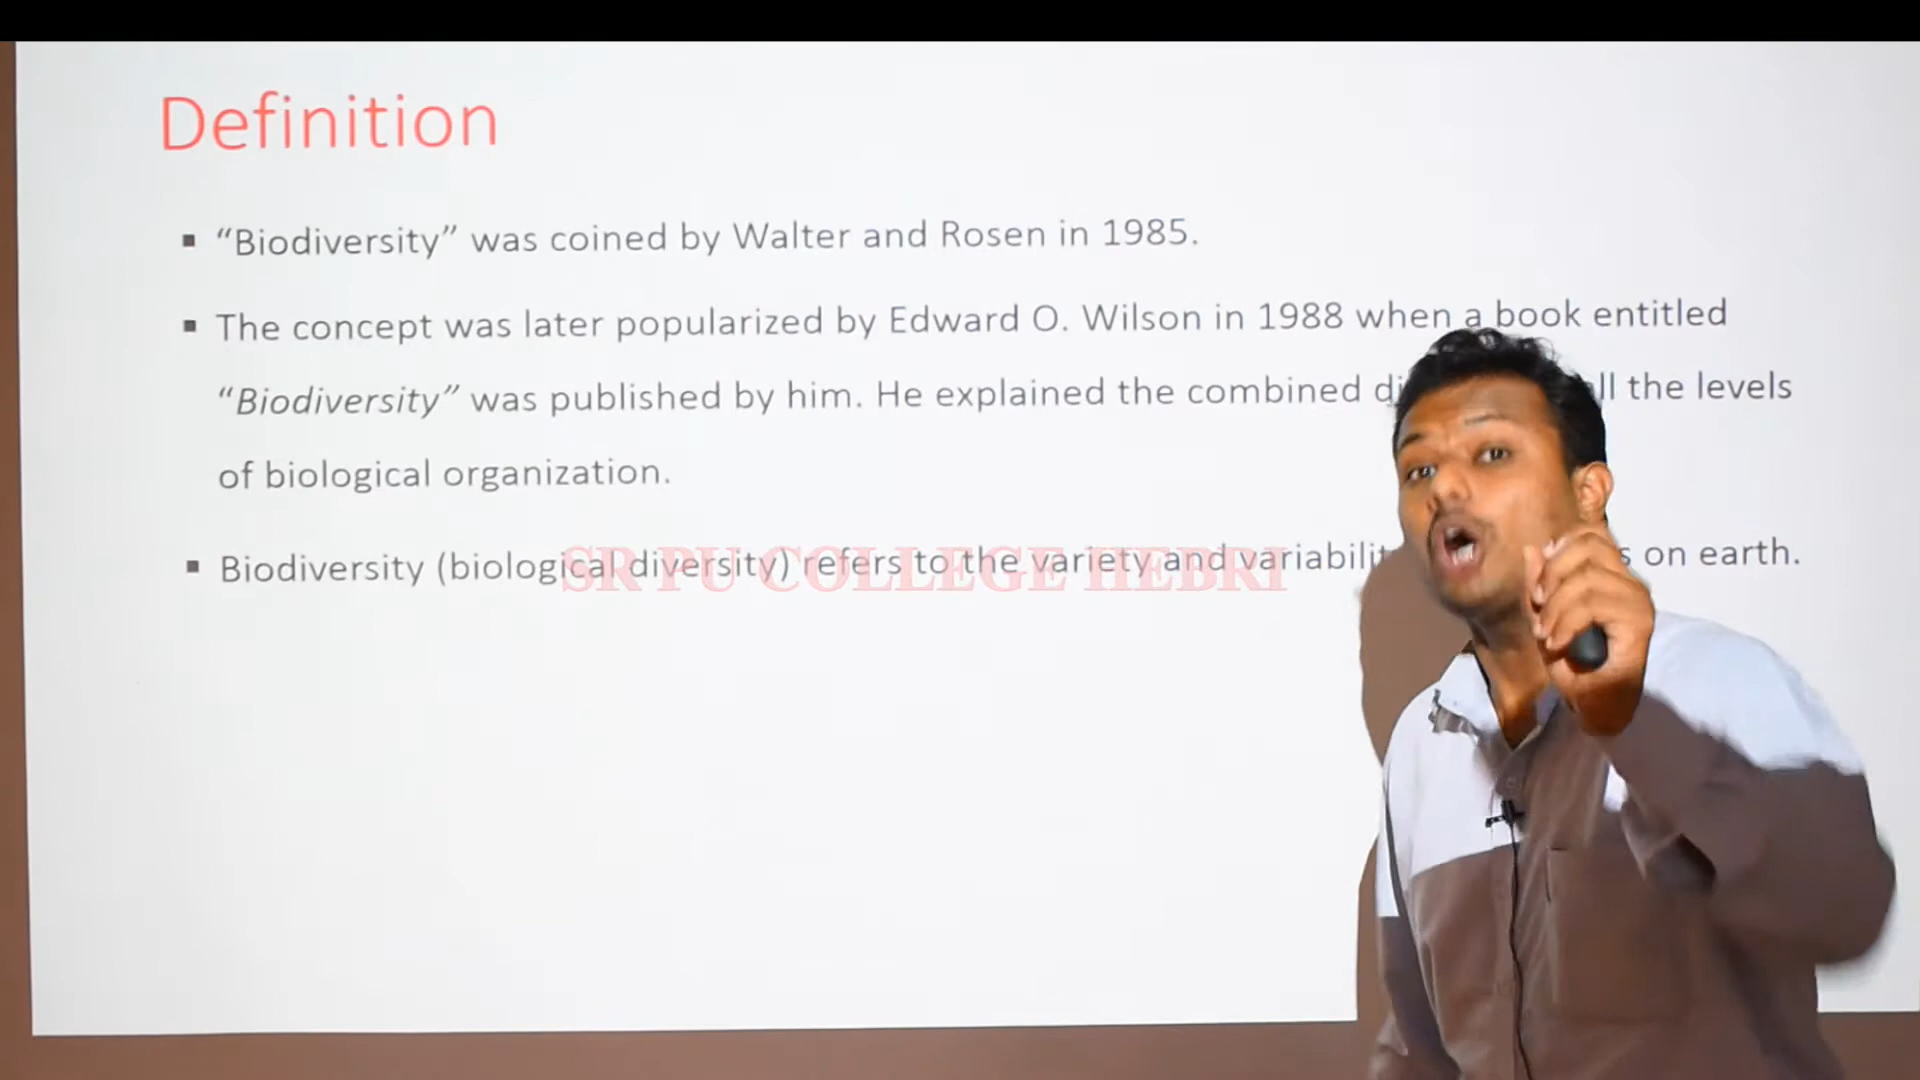 Definition
▪ “Biodiversity” was coined by Walter and Rosen in 1985.
▪ The concept was later popularized by Edward O. Wilson in 1988 when a book entitled
“Biodiversity” was published by him. He explained the combined ll the levels
of biological organization.
▪ Biodiversity (biological diversity) refers to the variety and on earth.
SR PU COLLEGE HEBRI